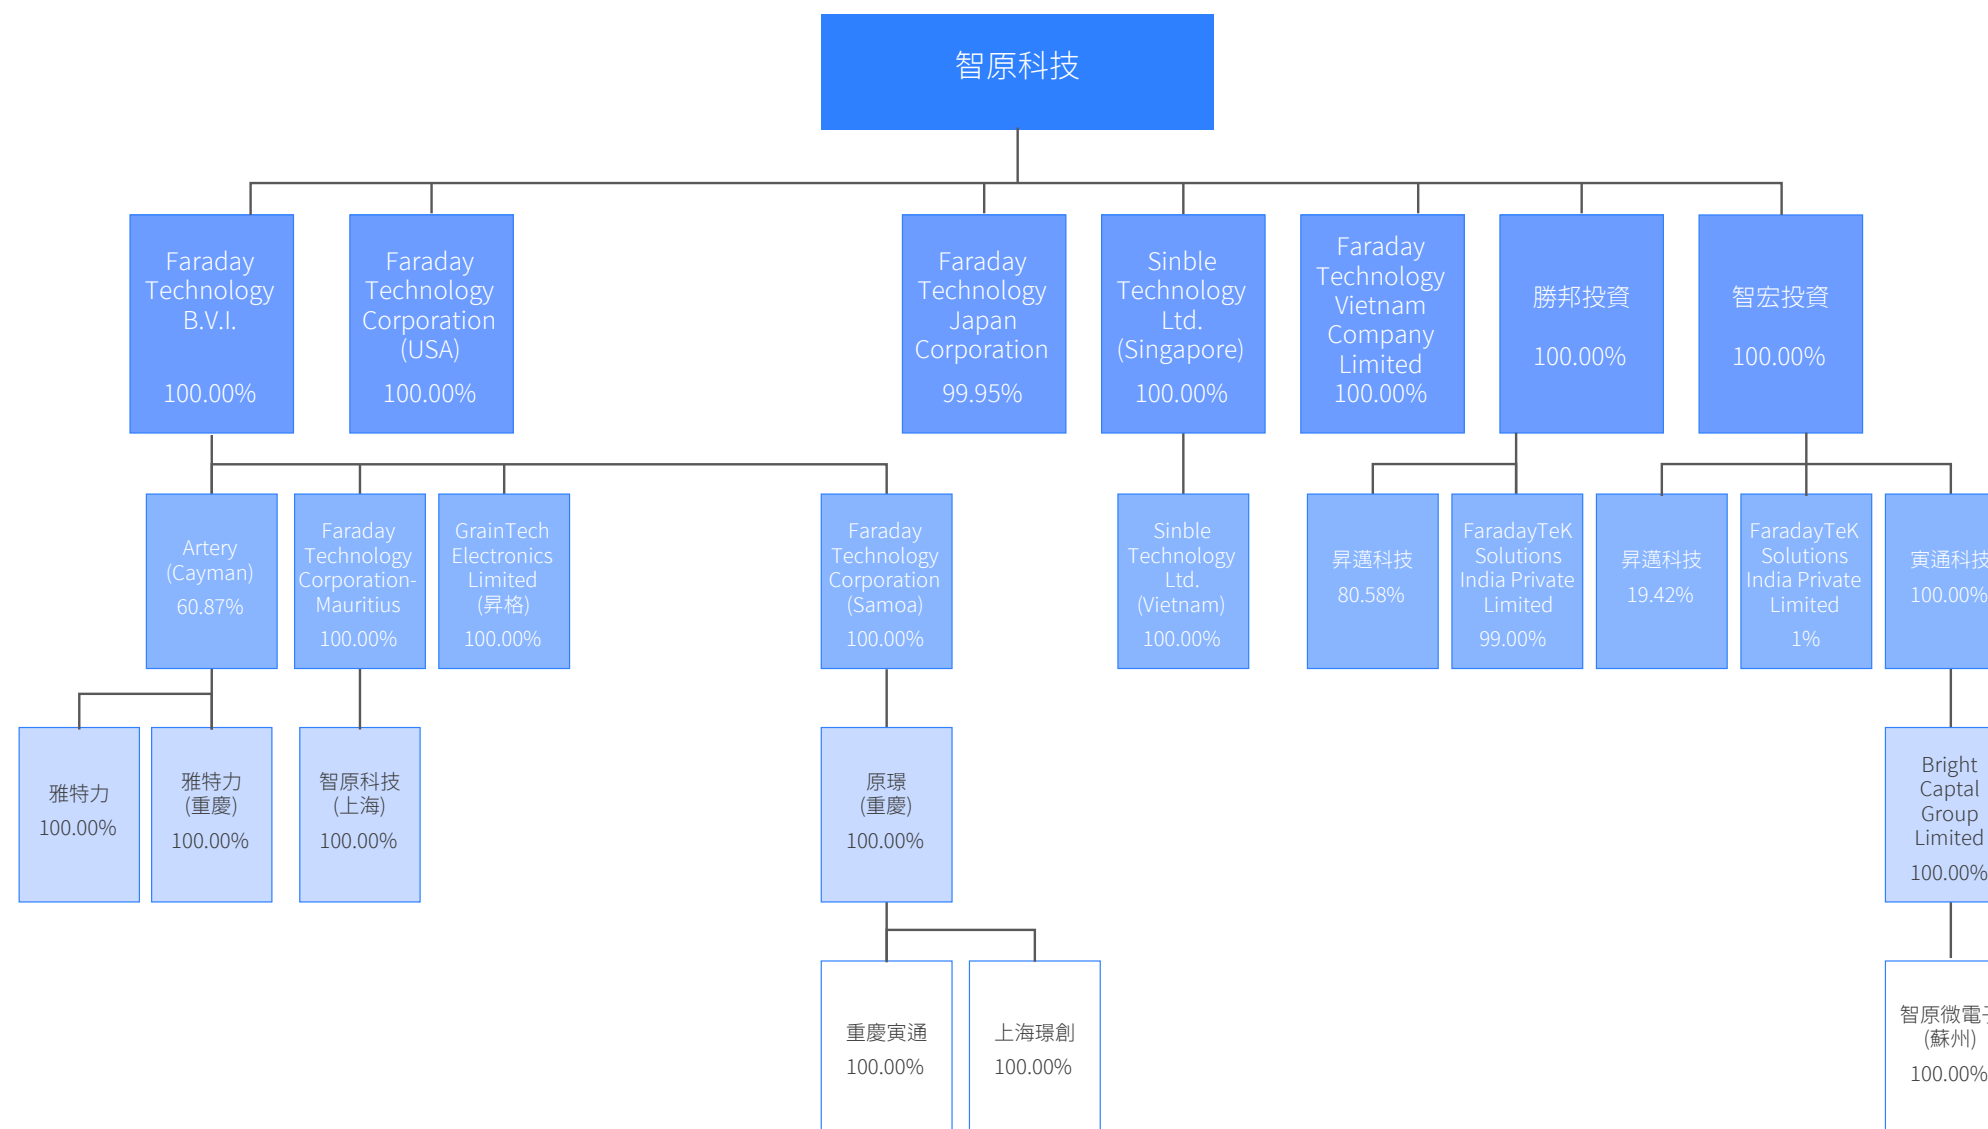 智原科技
Faraday
Technology
B.V.I.
100.00%
Faraday
Technology
Corporation
(USA)
100.00%
Faraday
Technology
Japan
Corporation
99.95%
Sinble
Technology
Ltd.
(Singapore)
100.00%
Faraday
Technology
Vietnam
Company
Limited
100.00%
勝邦投資
100.00%
智宏投資
100.00%
Artery
(Cayman)
60.87%
Faraday
Technology
Corporation-
Mauritius
100.00%
GrainTech
Electronics
Limited
(昇格)
100.00%
Faraday
Technology
Corporation
(Samoa)
100.00%
Sinble
Technology
Ltd.
(Vietnam)
100.00%
昇邁科技
80.58%
FaradayTeK
Solutions
India Private
Limited
99.00%
昇邁科技
19.42%
FaradayTeK
Solutions
India Private
Limited
1%
寅通科技
100.00%
雅特力
100.00%
雅特力
(重慶)
100.00%
智原科技
(上海)
100.00%
原璟
(重慶)
100.00%
Bright
Captal
Group
Limited
100.00%
重慶寅通
100.00%
上海璟創
100.00%
智原微電子
(蘇州)
100.00%